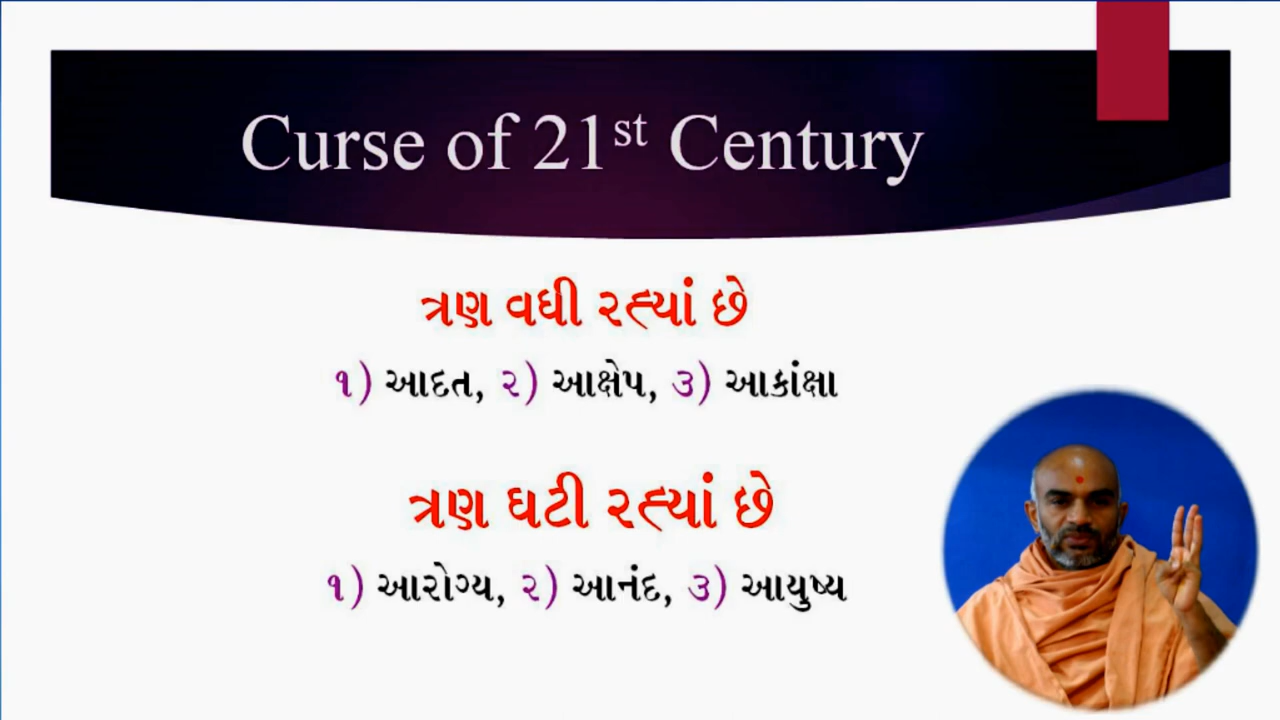 Curse of 21st Century
ત્રણ વધી રહ્યાં છે
૧) આદત, ૨) આક્ષેપ, ૩) આકાંક્ષા
ત્રણ ઘટી રહ્યાં છે
૧) આરોગ્ય, ૨) આનંદ, ૩) આયુષ્ય